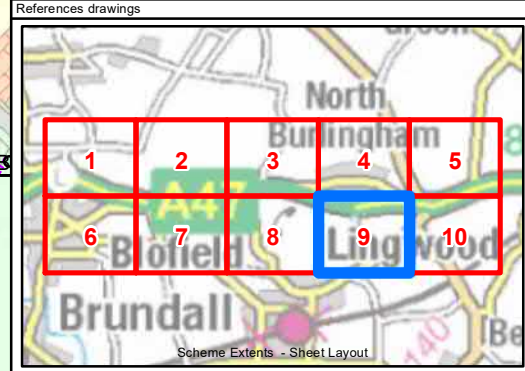 References drawings
North
Burlingham
1 2 3 4 5
A47
6 7 8 9 10
Blofield Lingwood
Brundall
140
Be
Scheme Extents - Sheet Layout